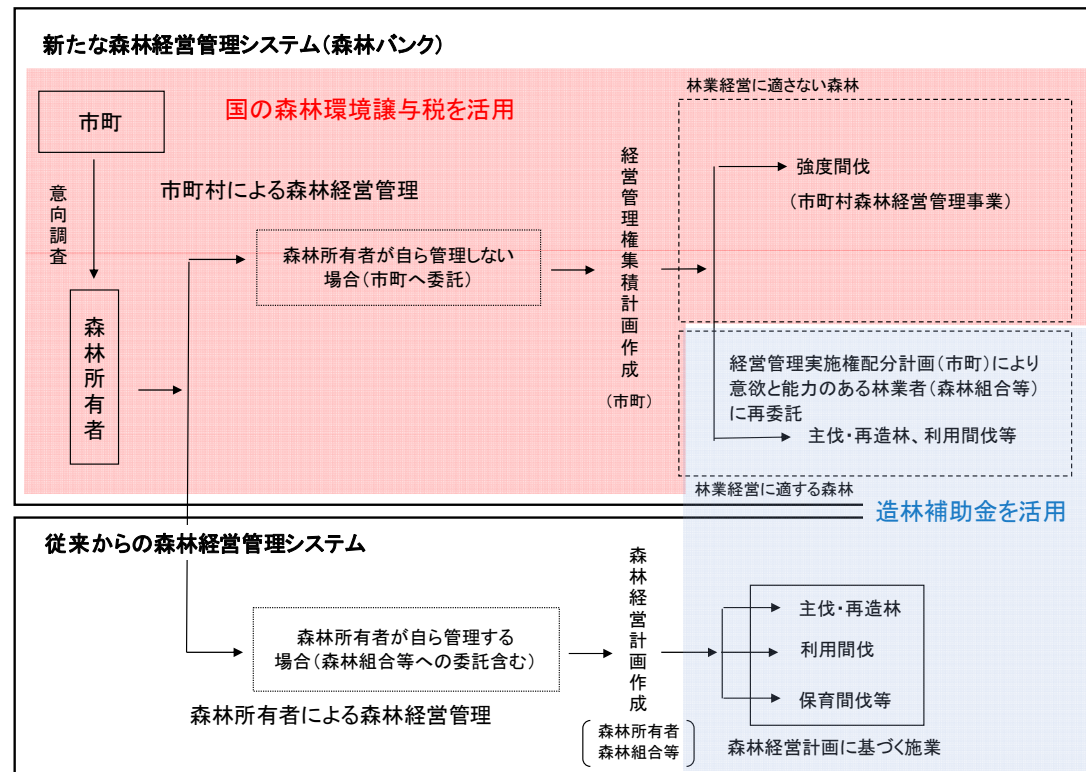 新たな森林経営管理システム（森林バンク）
国の森林環境譲与税を活用
市町
意向調査
森林所有者
市町村による森林経営管理
森林所有者が自ら管理しない
場合（市町へ委託）
経営管理権集積計画作成
（市町）
林業経営に適さない森林
強度間伐
（市町村森林経営管理事業）
経営管理実施権配分計画（市町）により
意欲と能力のある林業者（森林組合等）
に再委託
主伐・再造林、利用間伐等
林業経営に適する森林
造林補助金を活用
従来からの森林経営管理システム
森林所有者が自ら管理する
場合（森林組合等への委託含む）
森林所有者による森林経営管理
森林経営計画作成
森林所有者
森林組合等
主伐・再造林
利用間伐
保育間伐等
森林経営計画に基づく施業